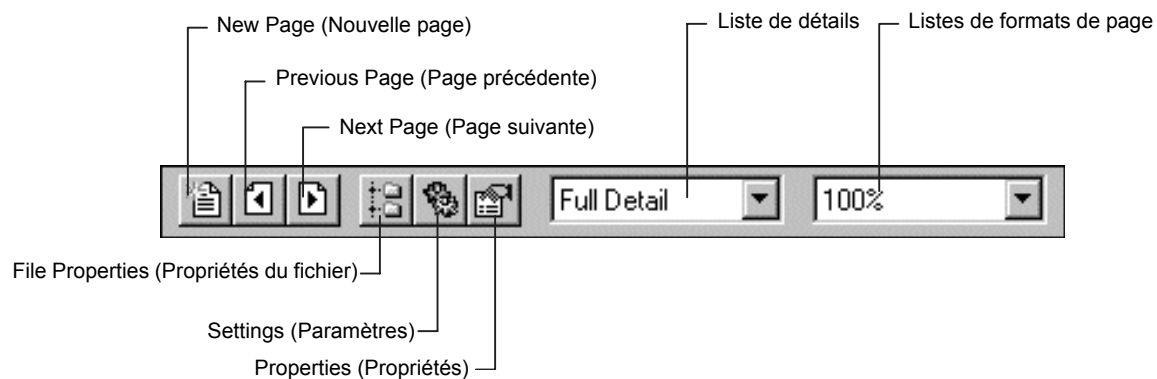 New Page (Nouvelle page)
Liste de détails
Listes de formats de page
Previous Page (Page précédente)
Next Page (Page suivante)
Full Detail
100%
File Properties (Propriétés du fichier)
Settings (Paramètres)
Properties (Propriétés)